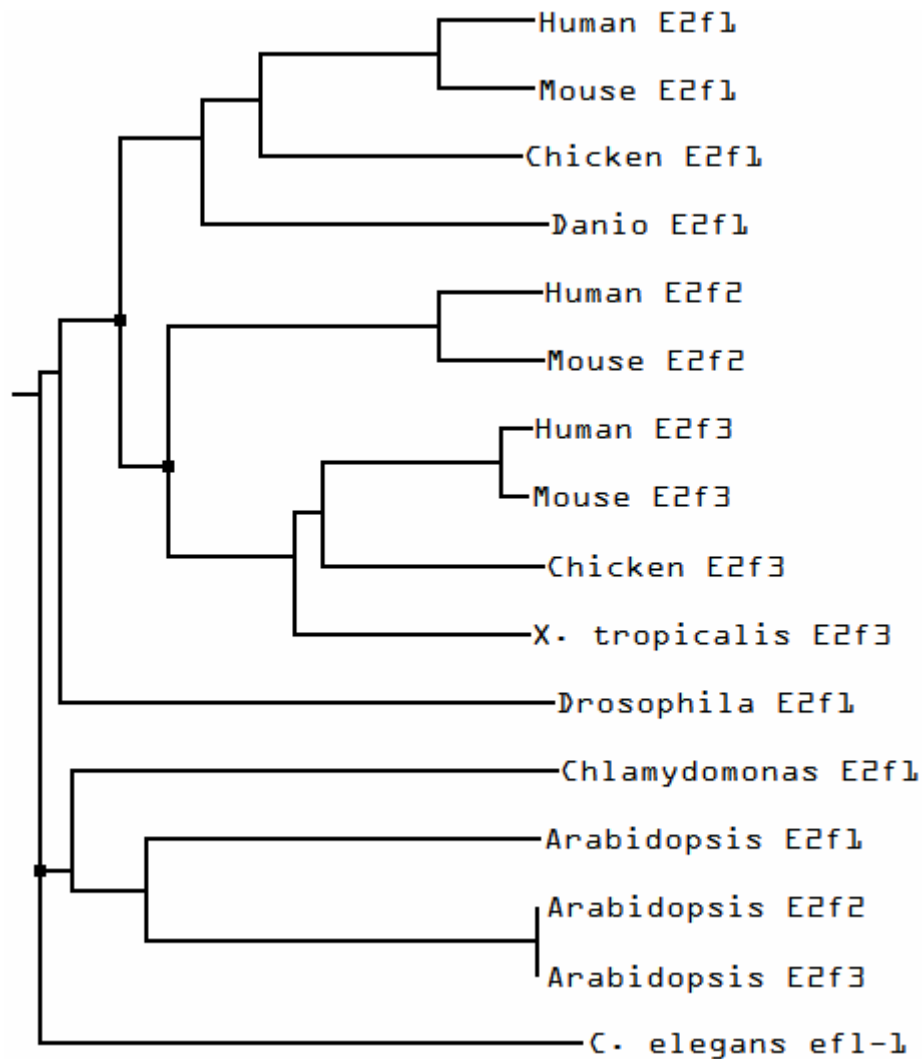 Human E2f1
Mouse E2f1
Chicken E2f1
Danio E2f1
Human E2f2
Mouse E2f2
Human E2f3
Mouse E2f3
Chicken E2f3
X. tropicalis E2f3
Drosophila E2f1
Chlamydomonas E2f1
Arabidopsis E2f1
Arabidopsis E2f2
Arabidopsis E2f3
C. elegans efl-1